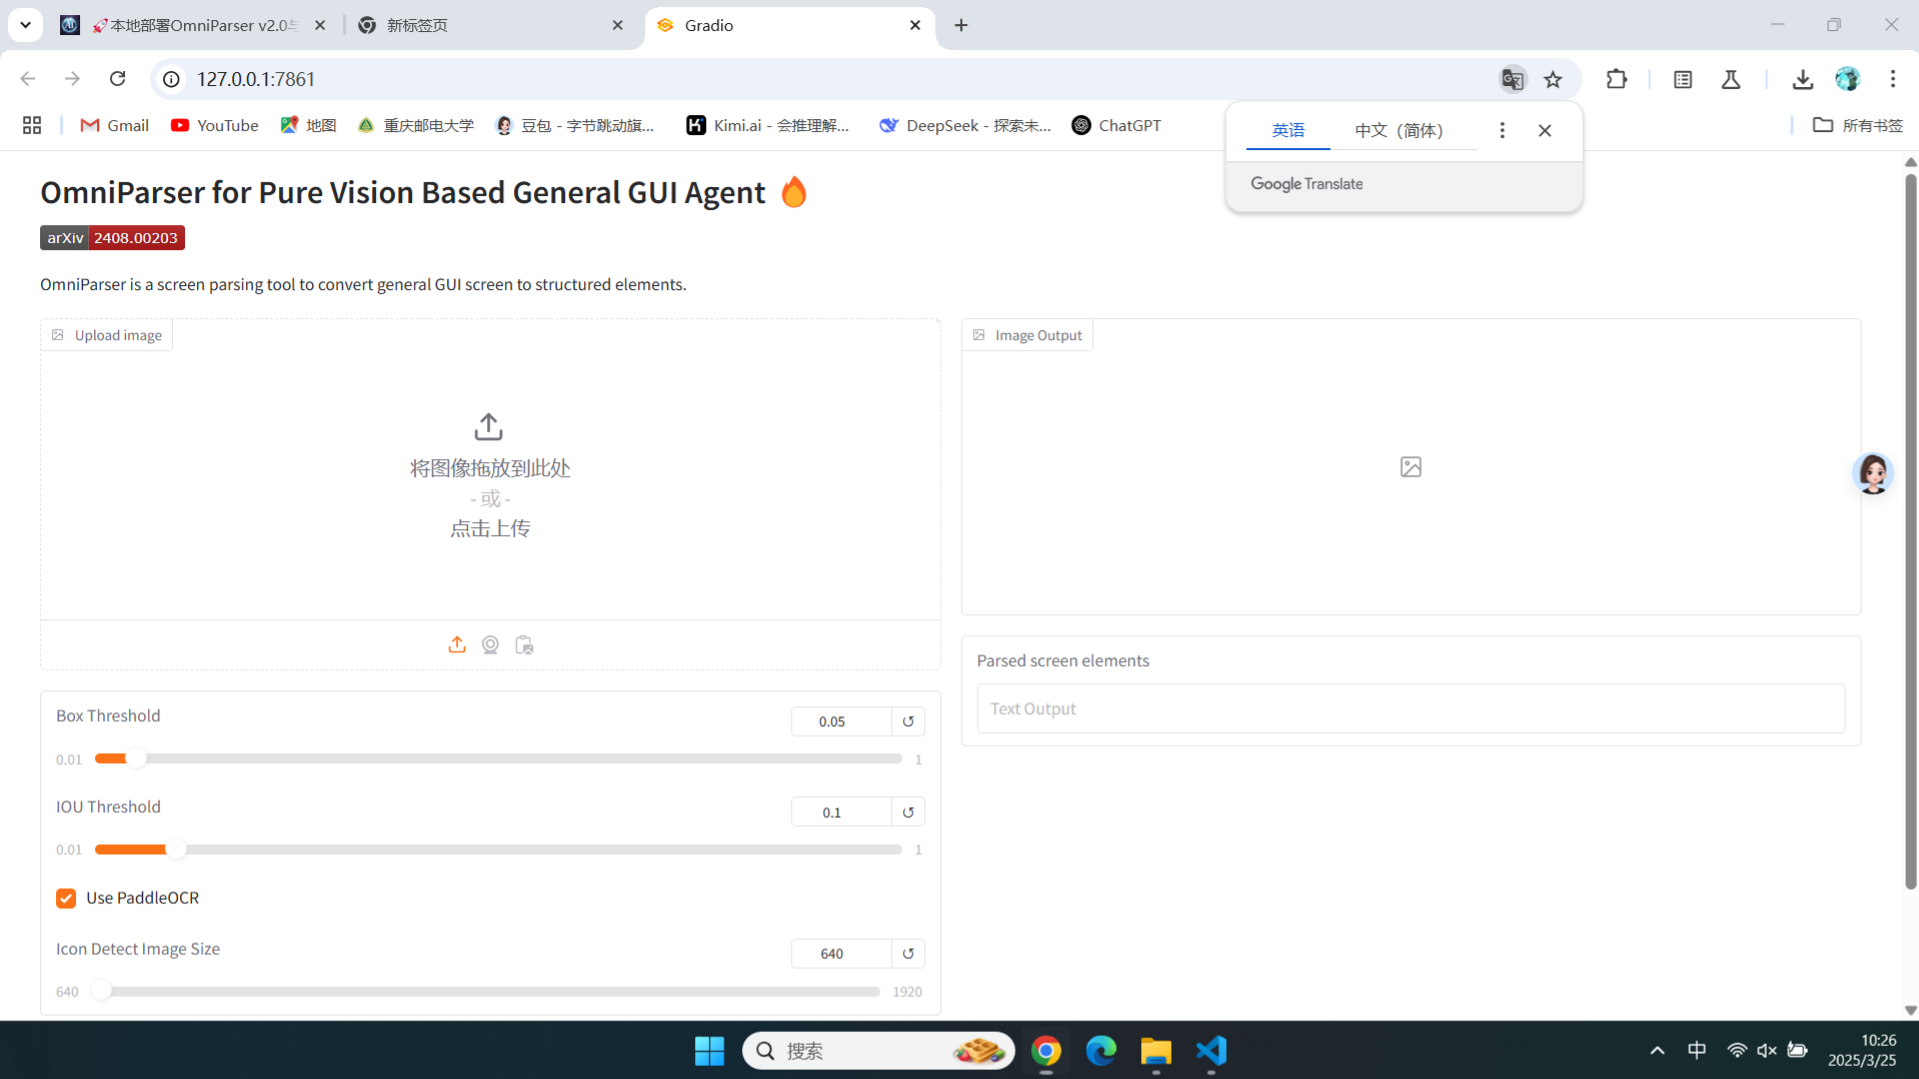 🚀本地部署OmniParser v2.0与
新标签页
Gradio
127.0.0.1:7861
Gmail
YouTube
地图
重庆邮电大学
豆包 - 字节跳动旗...
Kimi.ai - 会推理解...
DeepSeek - 探索未...
ChatGPT
所有书签
英语
中文（简体）
Google Translate
OmniParser for Pure Vision Based General GUI Agent 🔥
arXiv 2408.00203
OmniParser is a screen parsing tool to convert general GUI screen to structured elements.
Upload image
将图像拖放到此处
- 或 -
点击上传
Image Output
Parsed screen elements
Text Output
Box Threshold
0.05
0.01
1
IOU Threshold
0.1
0.01
1
Use PaddleOCR
Icon Detect Image Size
640
640
1920
搜索
中
10:26
2025/3/25